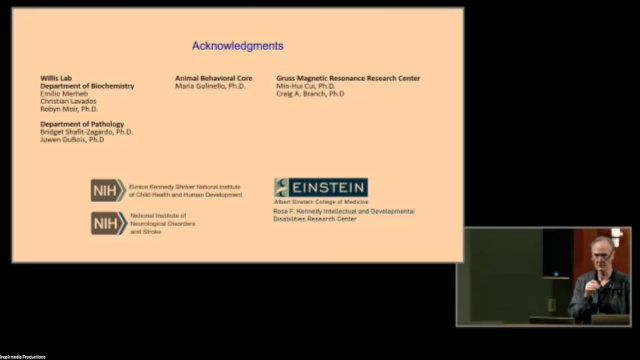 Acknowledgments
Willis Lab
Department of Biochemistry
Emilio Merheb
Christian Lavados
Robyn Moir, Ph.D.
Department of Pathology
Bridget Shafit-Zagardo, Ph.D.
Juwen DuBois, Ph.D
Animal Behavioral Core
Maria Gulinello, Ph.D.
Gruss Magnetic Resonance Research Center
Min-Hui Cui, Ph.D.
Craig A. Branch, Ph.D
NIH
Eunice Kennedy Shriver National Institute
of Child Health and Human Development
NIH
National Institute of
Neurological Disorders
and Stroke
EINSTEIN
Albert Einstein College of Medicine
Rose F. Kennedy Intellectual and Developmental
Disabilities Research Center
Inspirmedia Productions